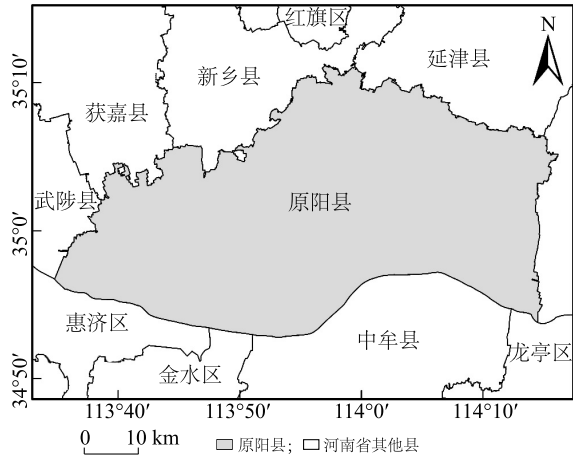 红旗区
N
延津县
新乡县
35°10′
获嘉县
武陟县
原阳县
35°0′
惠济区
中牟县
龙亭区
金水区
34°50′
113°40′ 113°50′ 114°0′ 114°10′
0 10 km
原阳县; 河南省其他县